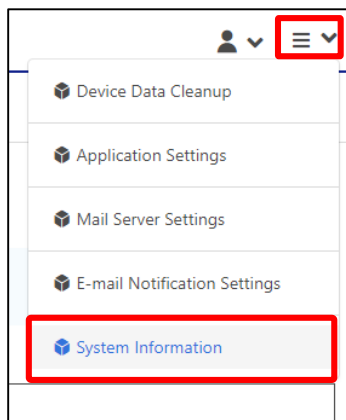 Device Data Cleanup
Application Settings
Mail Server Settings
E-mail Notification Settings
System Information